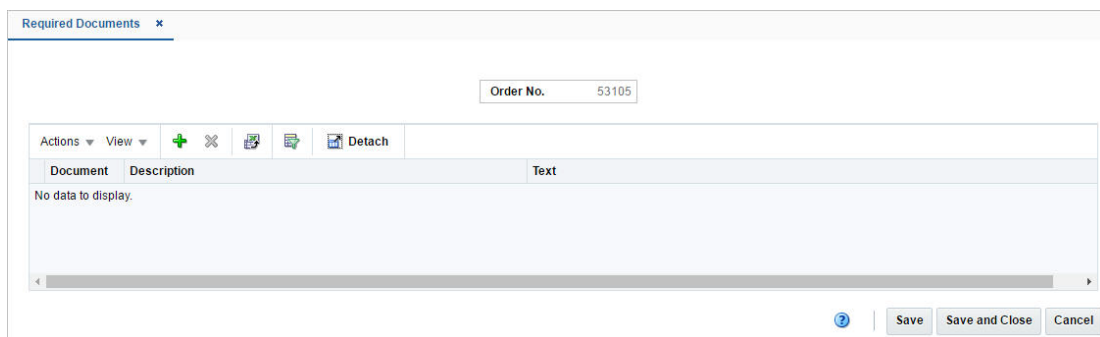 Required Documents ×
Order No. 53105
Actions View Detach
Document Description Text
No data to display.
? Save Save and Close Cancel